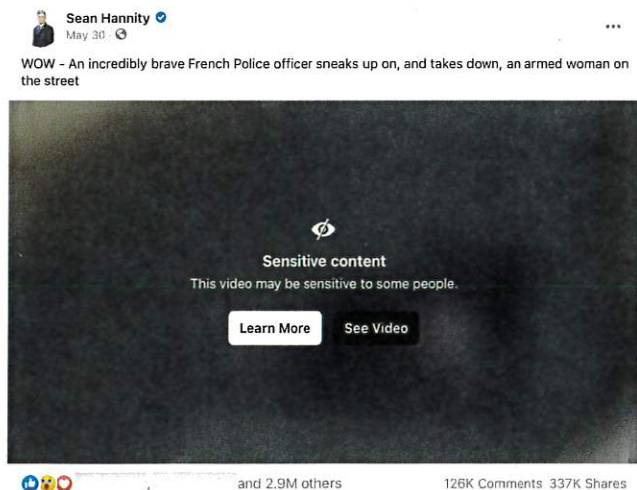 Sean Hannity
May 30
WOW - An incredibly brave French Police officer sneaks up on, and takes down, an armed woman on
the street
Sensitive content
This video may be sensitive to some people.
Learn More
See Video
and 2.9M others
126K Comments 337K Shares